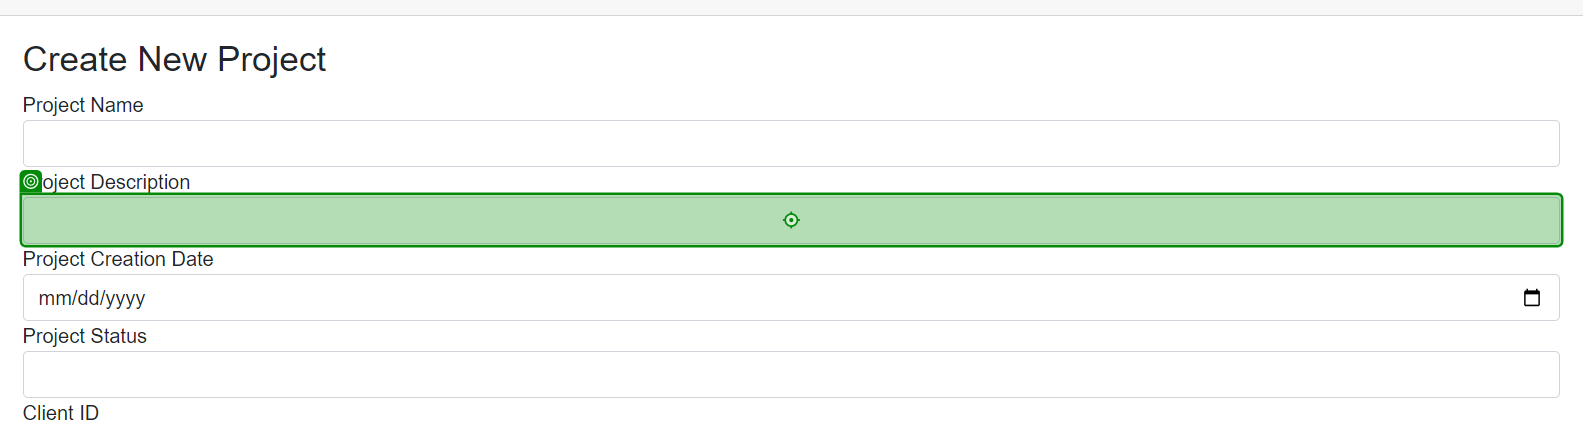 Create New Project
Project Name
oject Description
Project Creation Date
mm/dd/yyyy
Project Status
Client ID